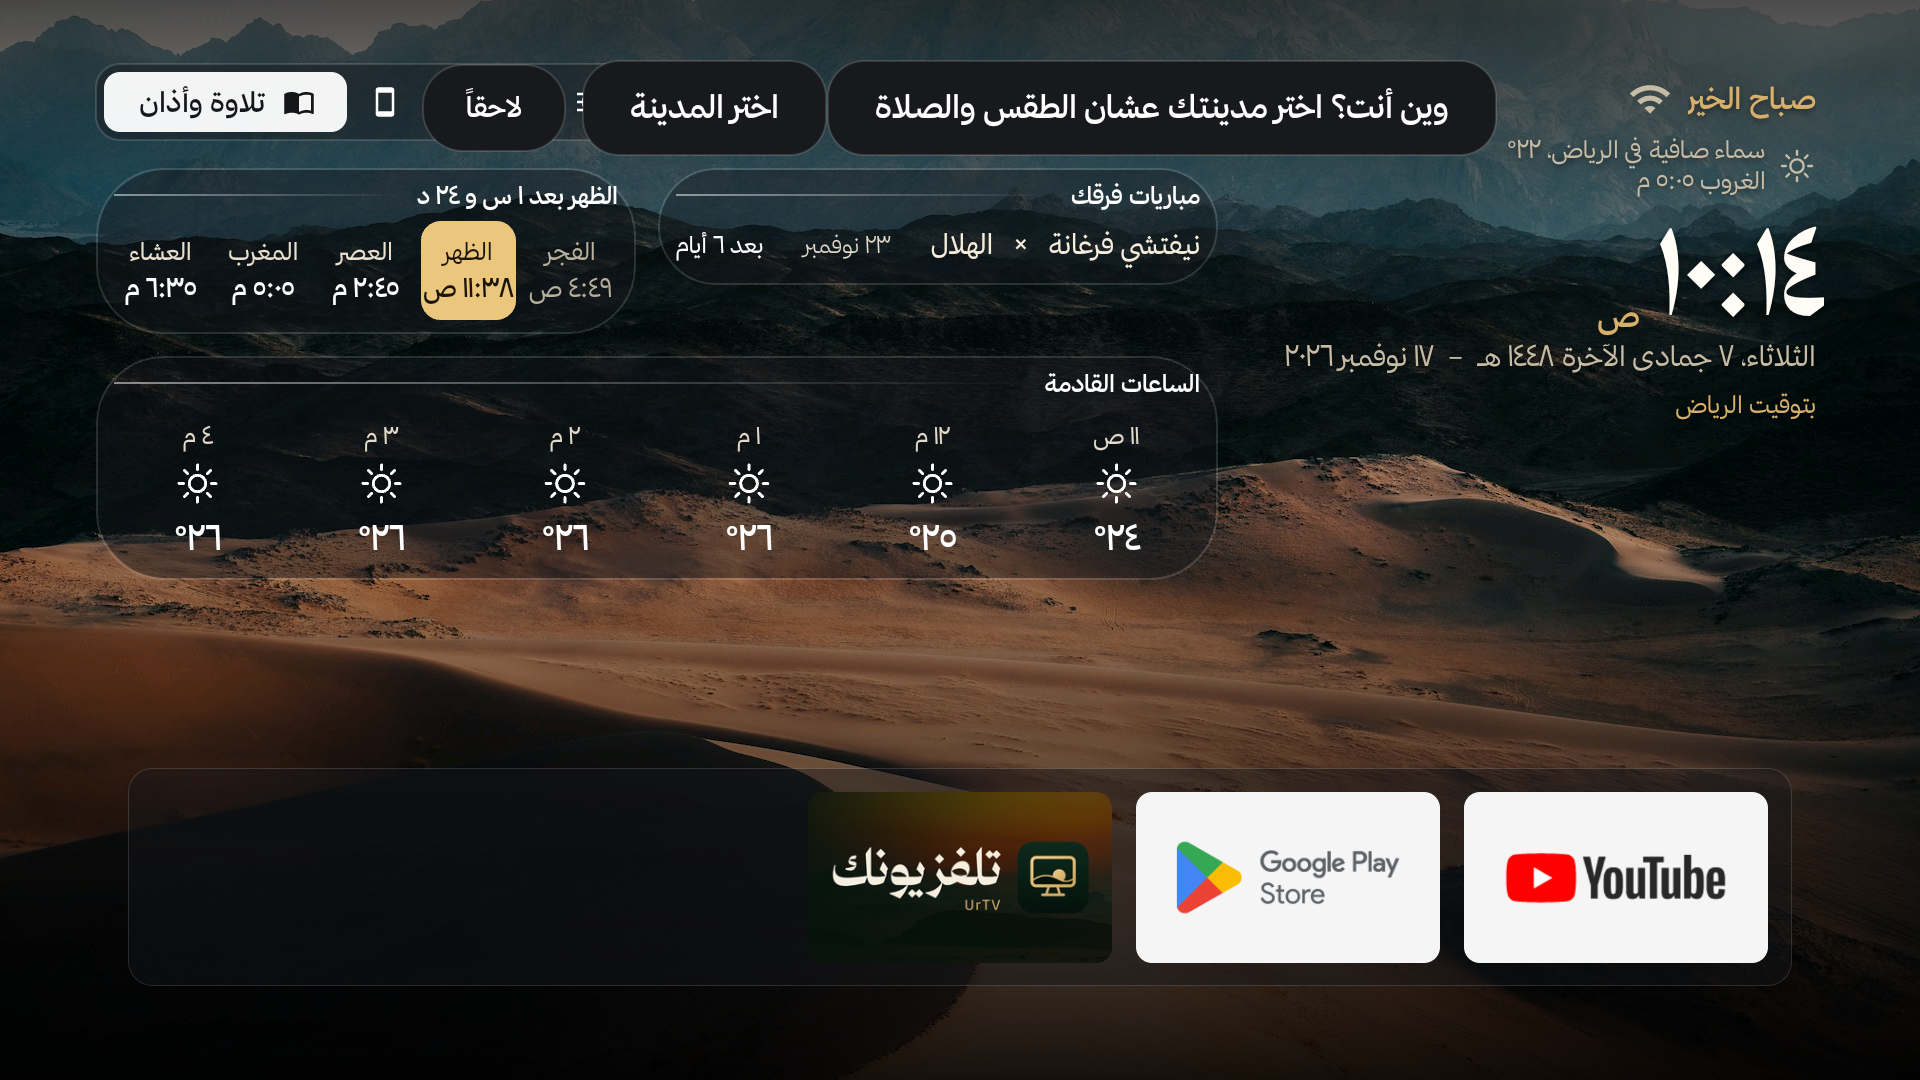 صباح الخير
سماء صافية في الرياض، ٢٢°
الغروب ٥:٠٥ م
١٠:١٤ ص
الثلاثاء، ٧ جمادى الآخرة ١٤٤٨ هـ – ١٧ نوفمبر ٢٠٢٦
بتوقيت الرياض
وين أنت؟ اختر مدينتك عشان الطقس والصلاة
اختر المدينة
لاحقاً
تلاوة وأذان
مباريات فرقك
نيفتشي فرغانة × الهلال ٢٣ نوفمبر بعد ٦ أيام
الظهر بعد ١ س و ٢٤ د
الفجر الظهر العصر المغرب العشاء
٤:٤٩ ص ١١:٣٨ ص ٢:٤٥ م ٥:٠٥ م ٦:٣٥ م
الساعات القادمة
١١ ص ١٢ م ١ م ٢ م ٣ م ٤ م
٢٤° ٢٥° ٢٦° ٢٦° ٢٦° ٢٦°
YouTube
Google Play
Store
تلفزيونك
UrTV